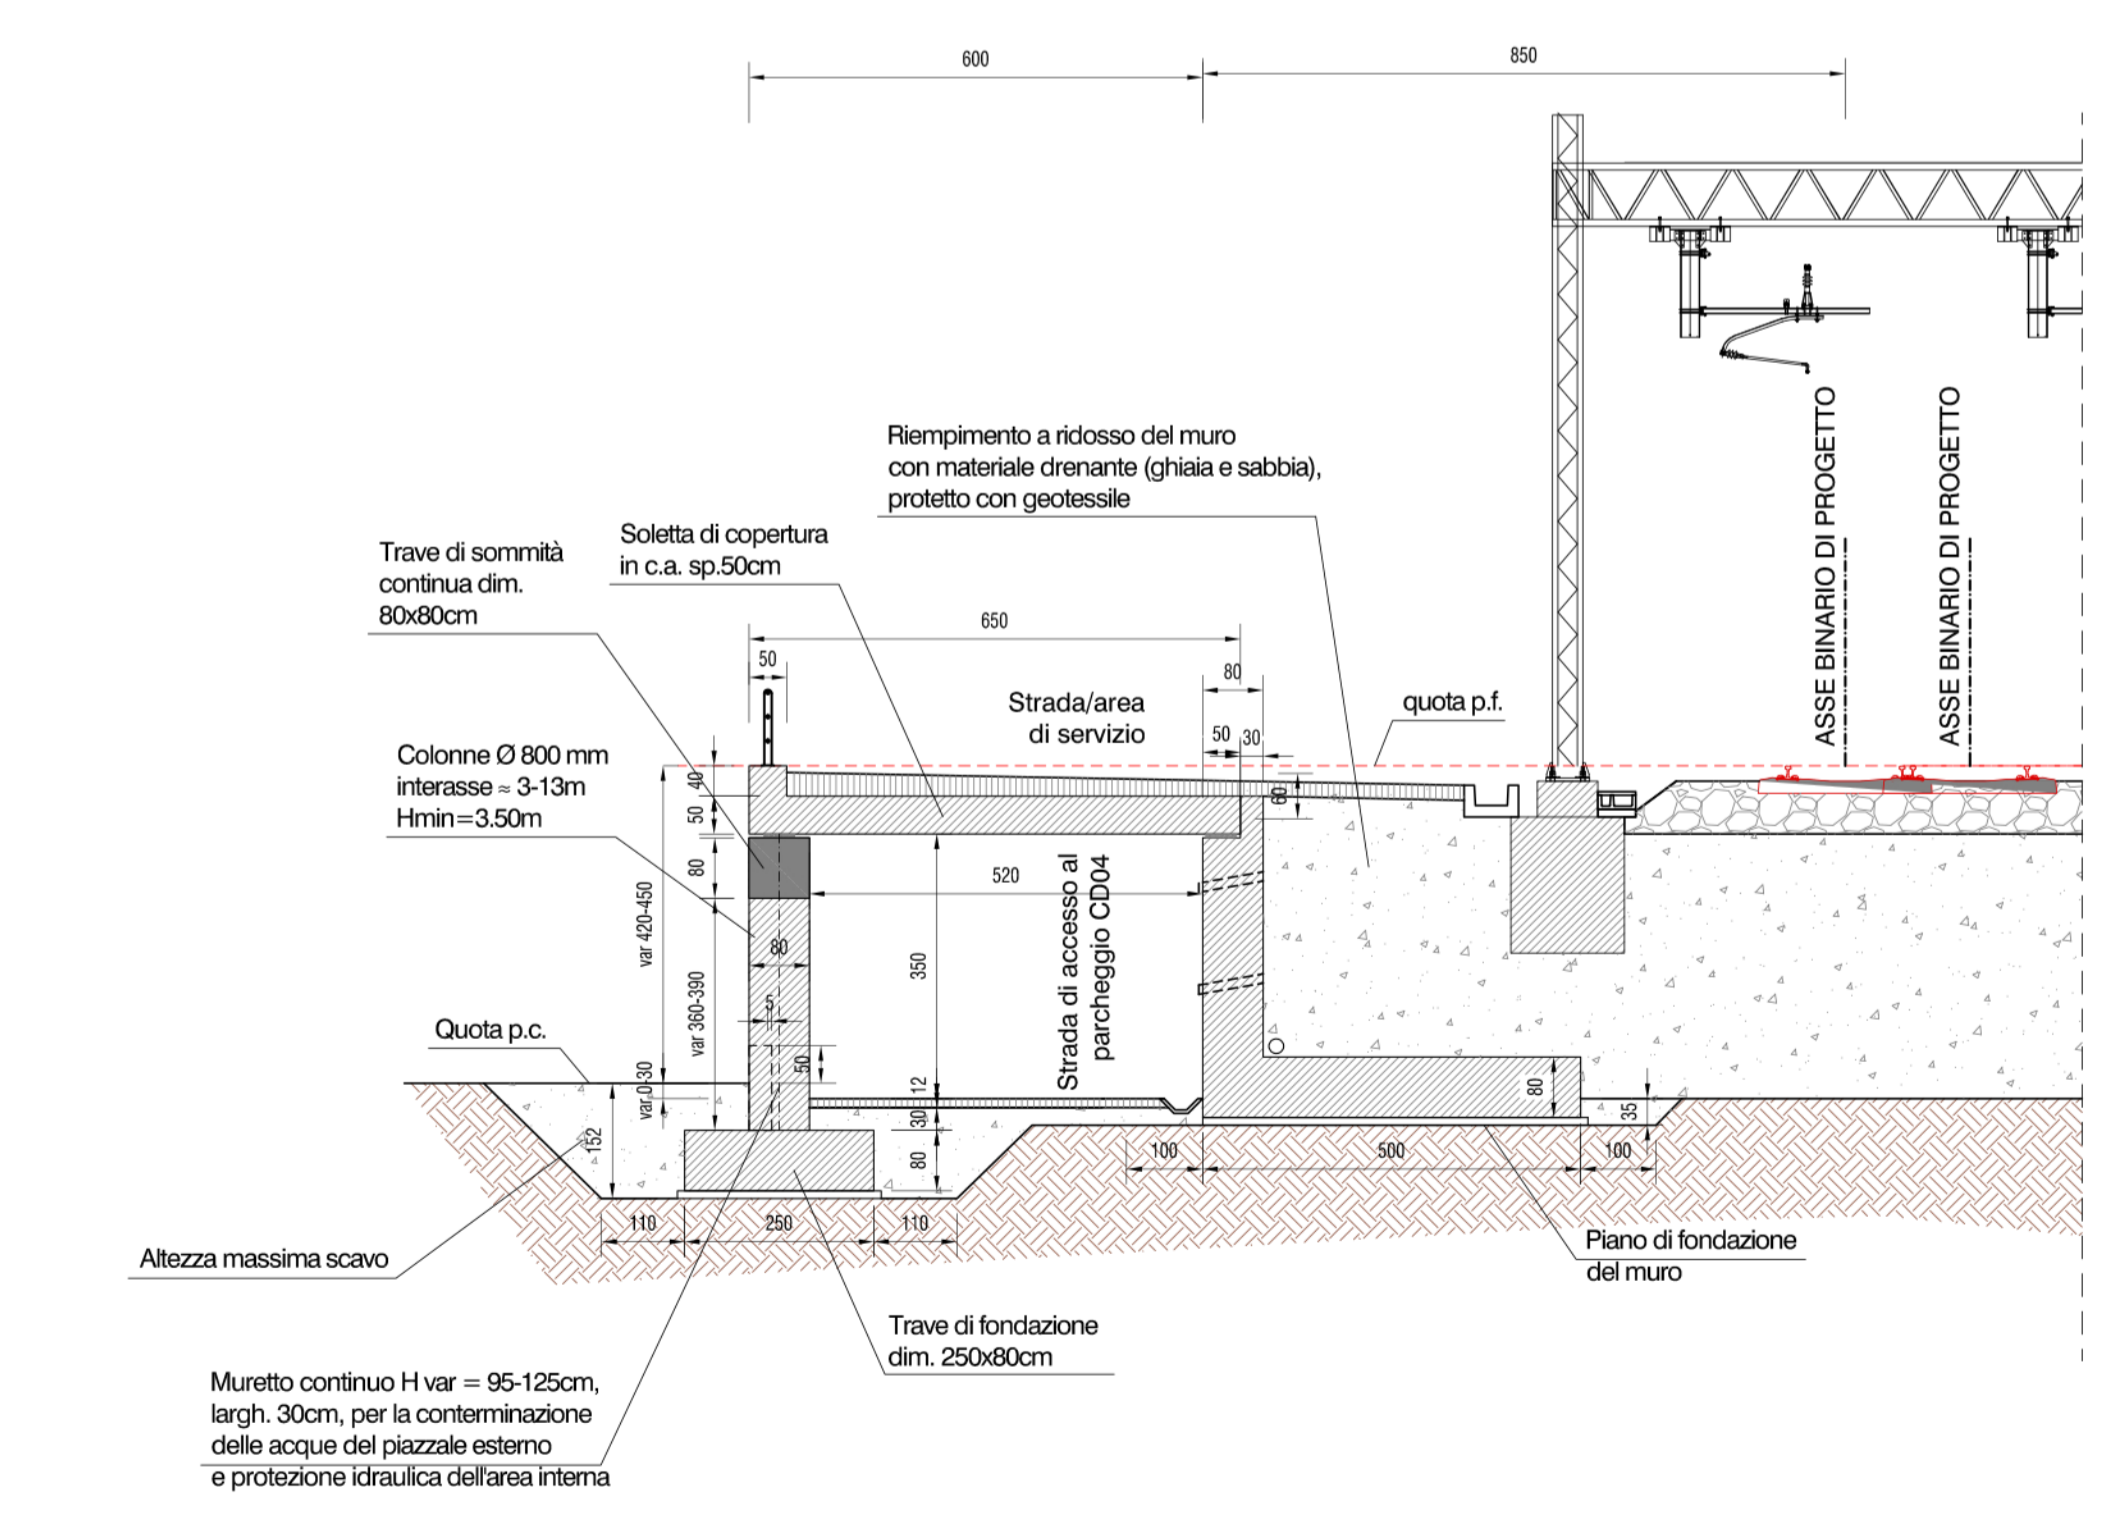 600
850
Riempimento a ridosso del muro
con materiale drenante (ghiaia e sabbia),
protetto con geotessile
Soletta di copertura
in c.a. sp.50cm
Trave di sommità
continua dim.
80x80cm
650
50
80
Strada/area
di servizio
quota p.f.
50
30
ASSE BINARIO DI PROGETTO
ASSE BINARIO DI PROGETTO
Colonne Ø 800 mm
interasse ≈ 3-13m
Hmin=3.50m
40
50
60
80
520
var 420-450
80
350
Strada di accesso al
parcheggio CD04
var 360-390
5
50
Quota p.c.
var 0-30
12
30
80
152
80
35
100
500
100
110
250
110
Altezza massima scavo
Piano di fondazione
del muro
Trave di fondazione
dim. 250x80cm
Muretto continuo H var = 95-125cm,
largh. 30cm, per la conterminazione
delle acque del piazzale esterno
e protezione idraulica dell'area interna